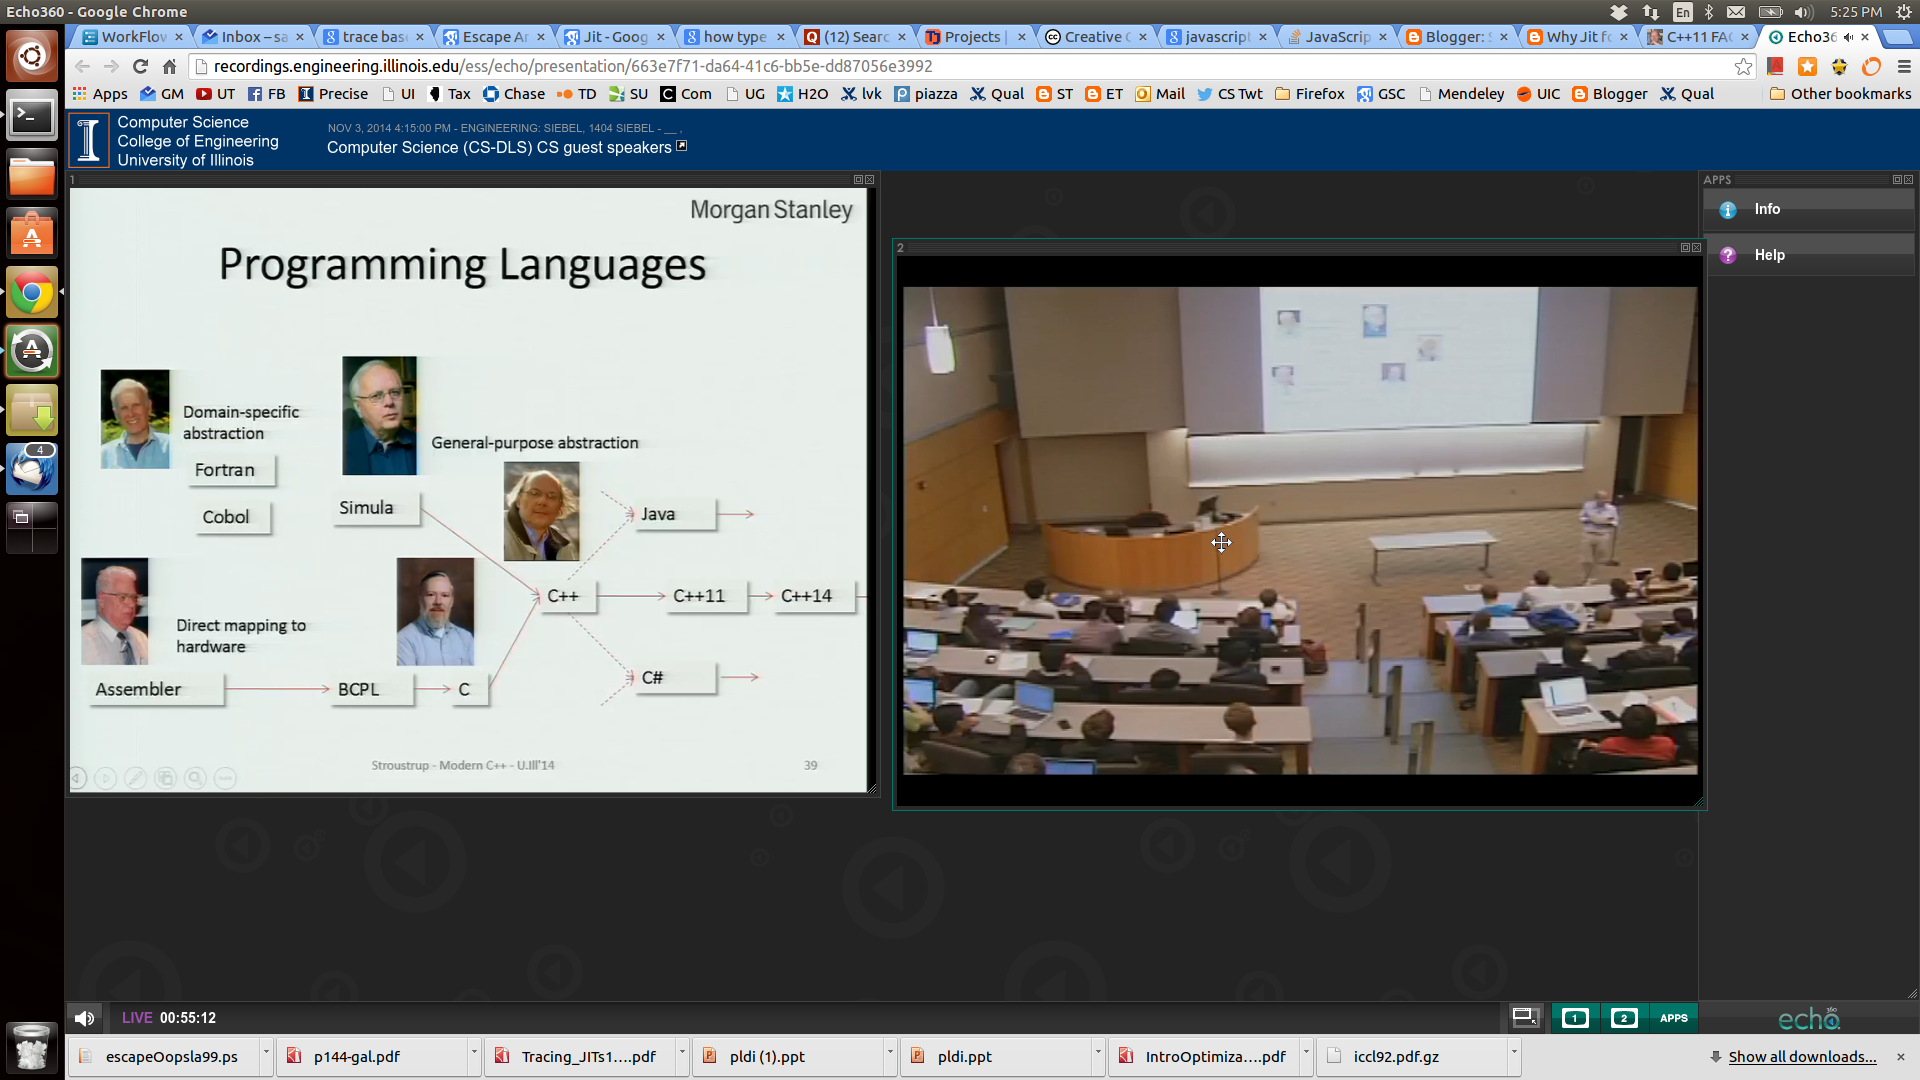 Echo360 - Google Chrome
En
5:25 PM
WorkFlow
Inbox – sa
trace base
Escape An
Jit - Goog
how type
(12) Searc
Projects |
Creative C
javascript
JavaScrip
Blogger: S
Why Jit fo
C++11 FAQ
Echo36
recordings.engineering.illinois.edu/ess/echo/presentation/663e7f71-da64-41c6-bb5e-dd87056e3992
Apps
GM
UT
FB
Precise
UI
Tax
Chase
TD
SU
Com
UG
H2O
lvk
piazza
Qual
ST
ET
Mail
CS Twt
Firefox
GSC
Mendeley
UIC
Blogger
Qual
Other bookmarks
Computer Science
College of Engineering
University of Illinois
NOV 3, 2014 4:15:00 PM - ENGINEERING: SIEBEL, 1404 SIEBEL - __ ,
Computer Science (CS-DLS) CS guest speakers
1
Morgan Stanley
Programming Languages
Domain-specific
abstraction
Fortran
Cobol
General-purpose abstraction
Simula
Java
C++
C++11
C++14
Direct mapping to
hardware
Assembler
BCPL
C
C#
Stroustrup - Modern C++ - U.Ill'14
39
2
APPS
Info
Help
4
LIVE 00:55:12
1
2
APPS
echo
360
escapeOopsla99.ps
p144-gal.pdf
Tracing_JITs1....pdf
pldi (1).ppt
pldi.ppt
IntroOptimiza....pdf
iccl92.pdf.gz
Show all downloads...